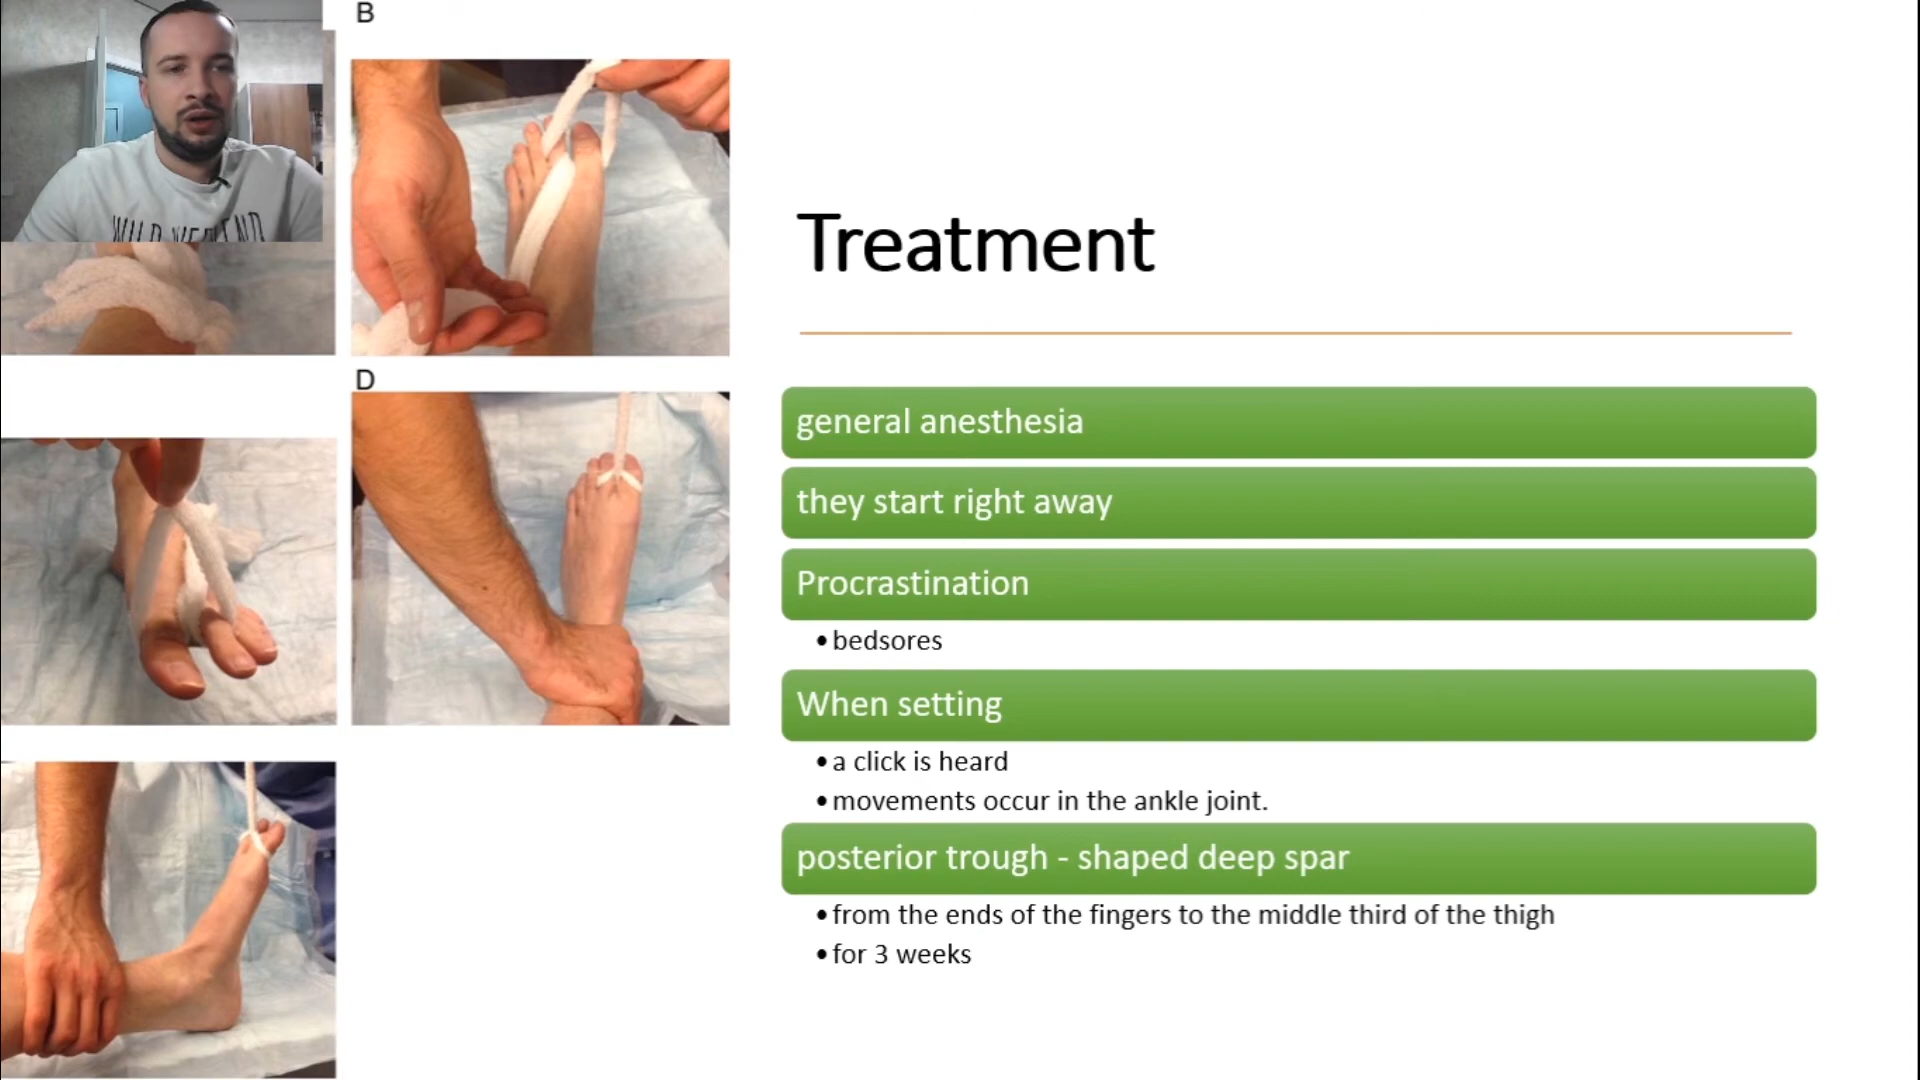 B
WILD WEEKEND
D
Treatment
general anesthesia
they start right away
Procrastination
• bedsores
When setting
• a click is heard
• movements occur in the ankle joint.
posterior trough - shaped deep spar
• from the ends of the fingers to the middle third of the thigh
• for 3 weeks